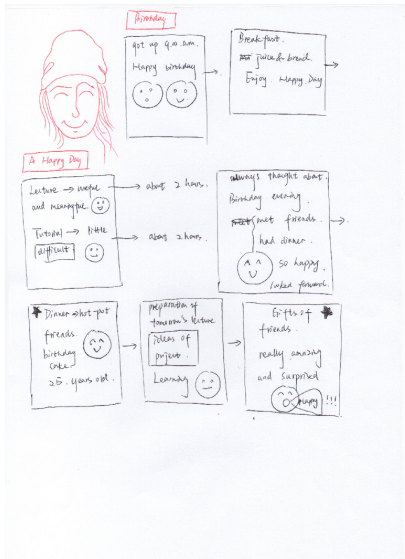 Birthday
got up 9.00 a.m.
Happy birthday
Breakfast.
juice & bread.
Enjoy Happy Day
A Happy Day
Lecture → useful
and meaningful
about 2 hours.
Tutorial → little
difficult
about 2 hours.
always thought about.
Birthday evening.
met friends.
had dinner.
so happy
looked forward.
Dinner → hot-pot
friends.
birthday
cake
25. years old.
preparation of
tomorrow's lecture
ideas of
project.
Learning
Gifts of
friends.
really amazing
and surprised
Happy !!!